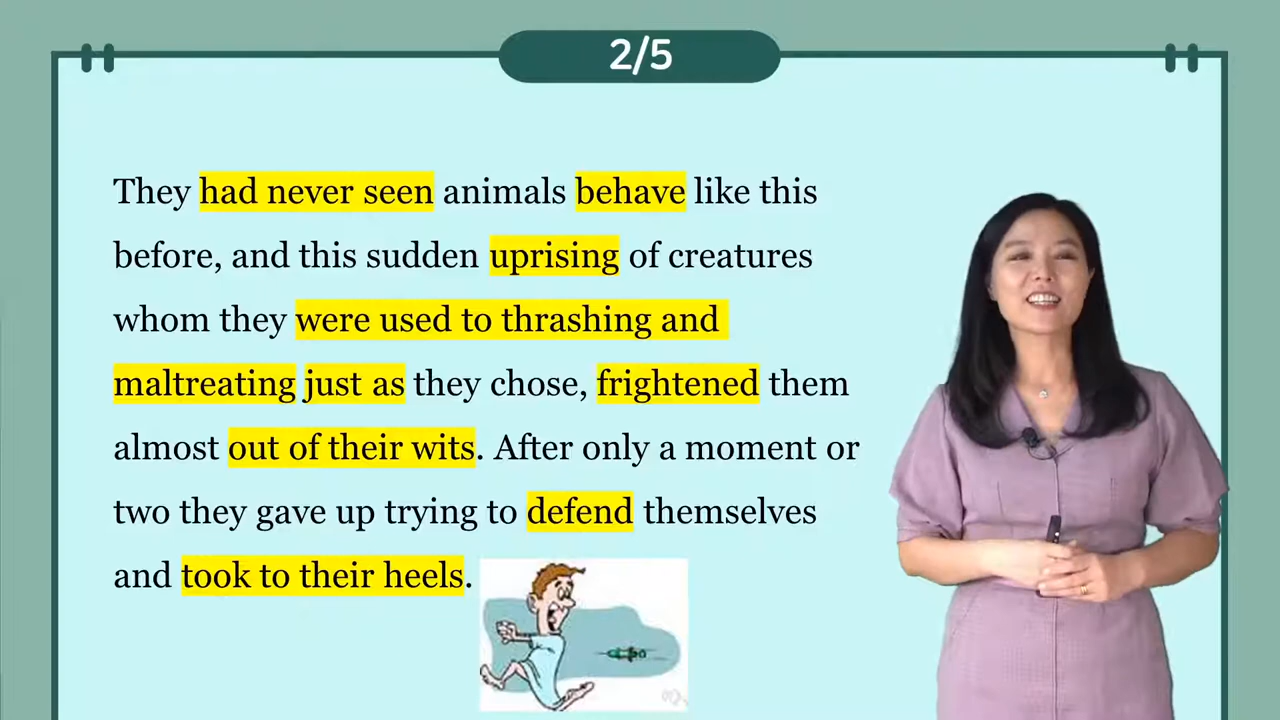 2/5
They had never seen animals behave like this
before, and this sudden uprising of creatures
whom they were used to thrashing and
maltreating just as they chose, frightened them
almost out of their wits. After only a moment or
two they gave up trying to defend themselves
and took to their heels.